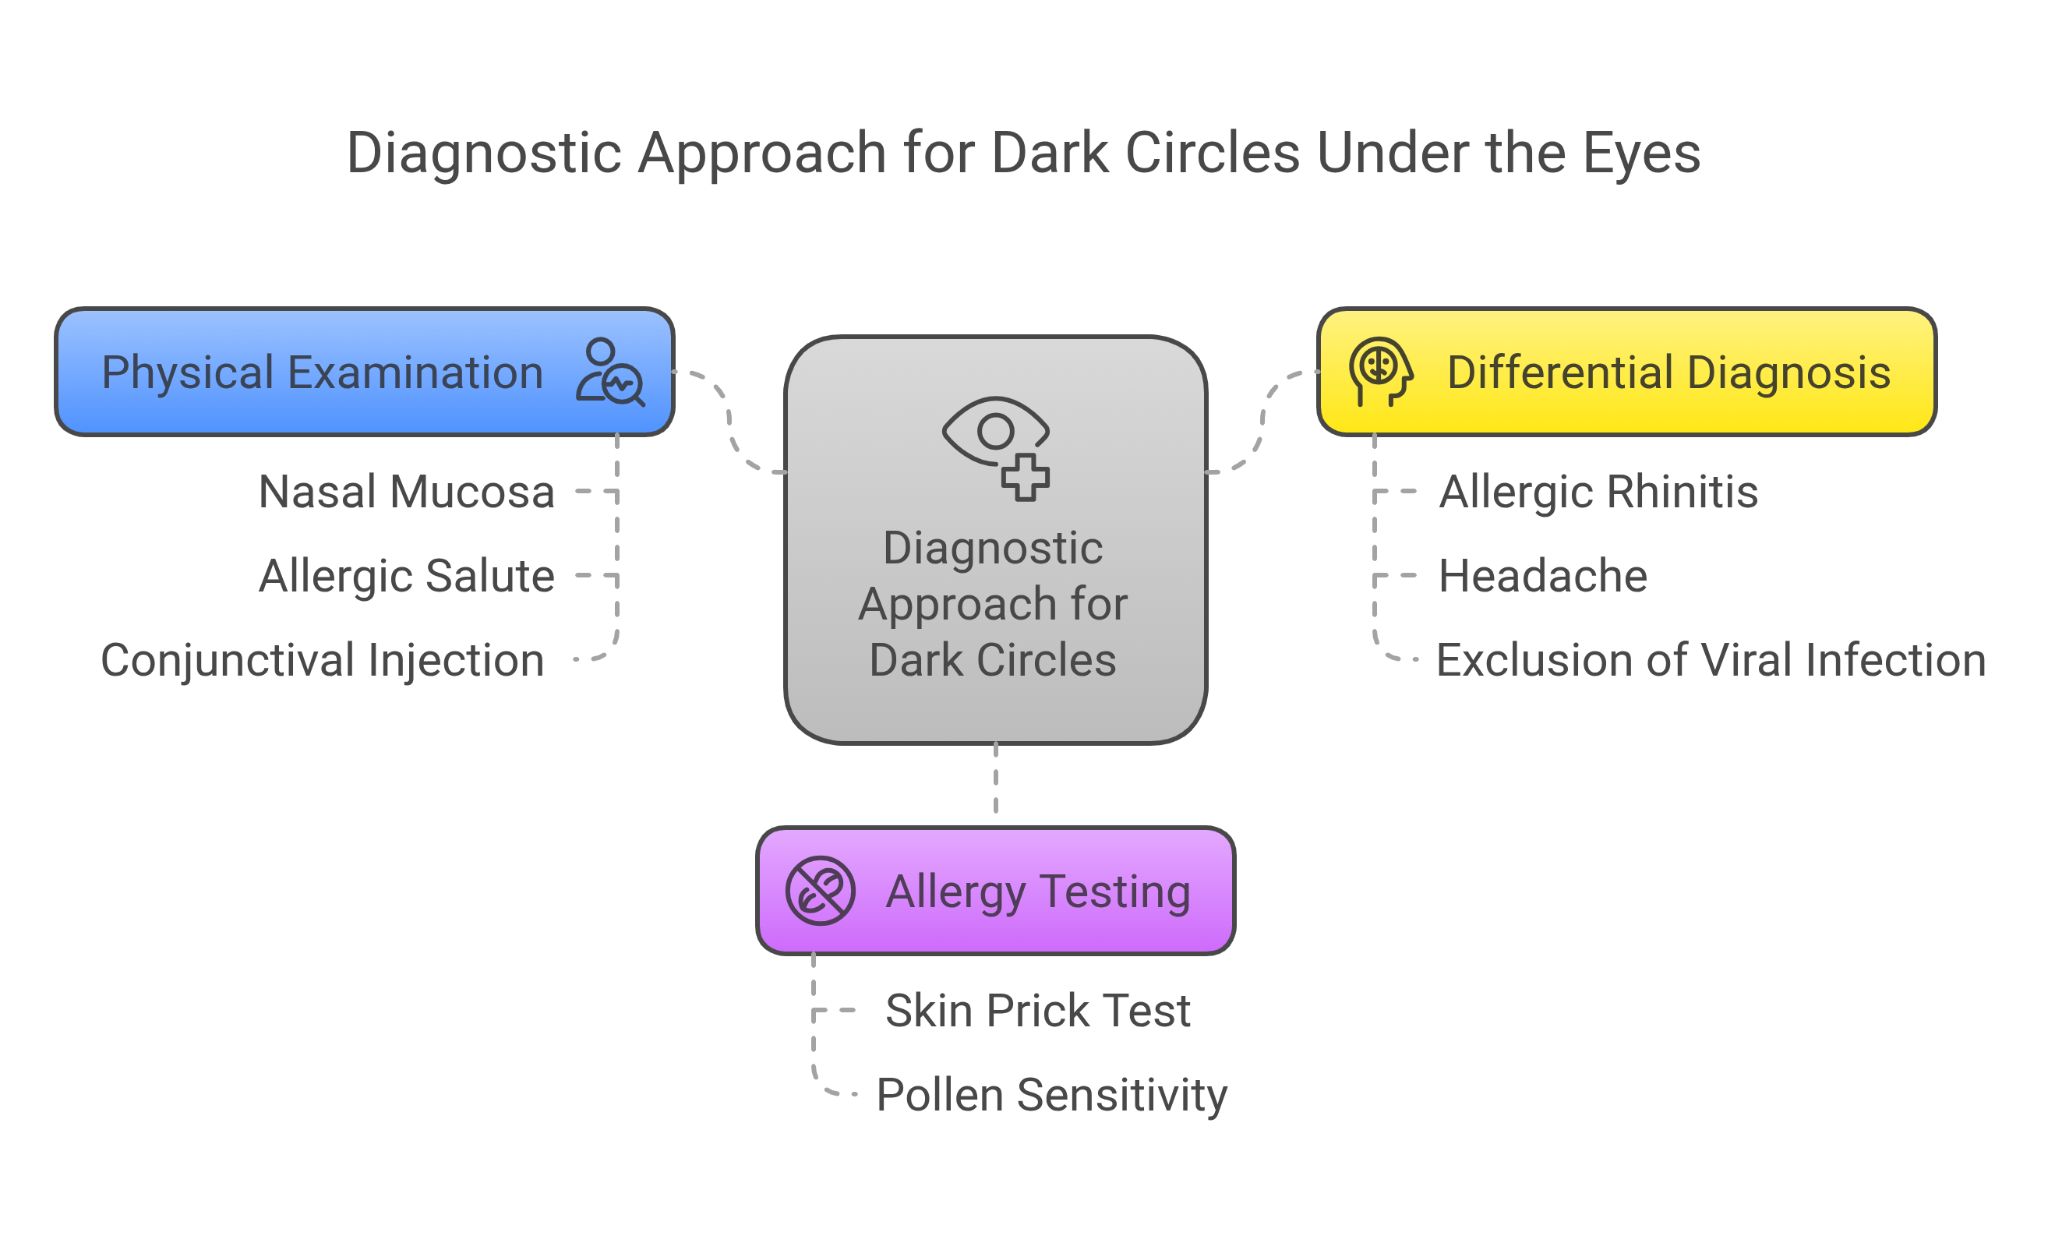 Diagnostic Approach for Dark Circles Under the Eyes
Physical Examination
Nasal Mucosa
Allergic Salute
Conjunctival Injection
Diagnostic
Approach for
Dark Circles
Differential Diagnosis
Allergic Rhinitis
Headache
Exclusion of Viral Infection
Allergy Testing
Skin Prick Test
Pollen Sensitivity